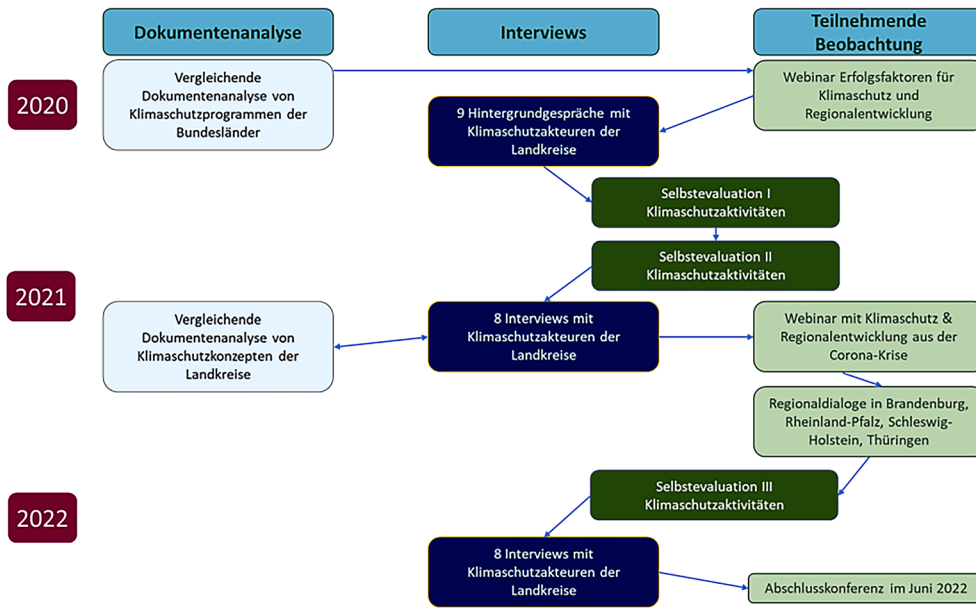 Dokumentenanalyse
Interviews
Teilnehmende
Beobachtung
2020
Vergleichende
Dokumentenanalyse von
Klimaschutzprogrammen der
Bundesländer
Webinar Erfolgsfaktoren für
Klimaschutz und
Regionalentwicklung
9 Hintergrundgespräche mit
Klimaschutzakteuren der
Landkreise
Selbstevaluation I
Klimaschutzaktivitäten
Selbstevaluation II
Klimaschutzaktivitäten
2021
Vergleichende
Dokumentenanalyse von
Klimaschutzkonzepten der
Landkreise
8 Interviews mit
Klimaschutzakteuren der
Landkreise
Webinar mit Klimaschutz &
Regionalentwicklung aus der
Corona-Krise
Regionaldialoge in Brandenburg,
Rheinland-Pfalz, Schleswig-
Holstein, Thüringen
Selbstevaluation III
Klimaschutzaktivitäten
2022
8 Interviews mit
Klimaschutzakteuren der
Landkreise
Abschlusskonferenz im Juni 2022